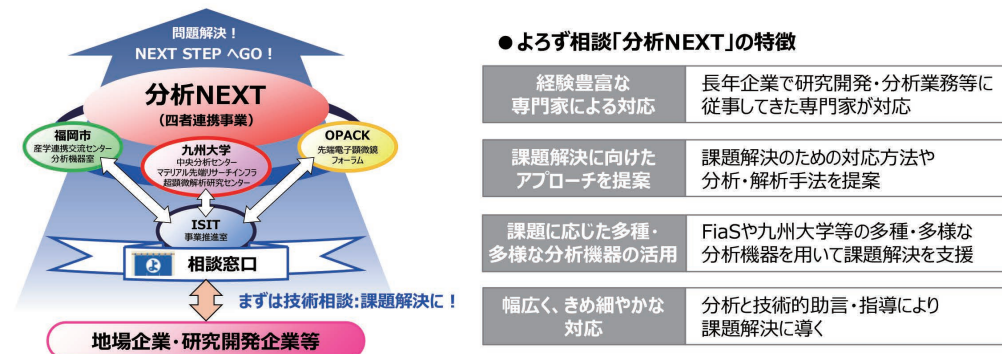 問題解決！
NEXT STEP へGO！
分析NEXT
（四者連携事業）
福岡市
産学連携交流センター
分析機器室
九州大学
中央分析センター
マテリアル先端リサーチインフラ
超顕微解析研究センター
OPACK
先端電子顕微鏡
フォーラム
ISIT
事業推進室
よ
相談窓口
まずは技術相談:課題解決に！
地場企業・研究開発企業等
●よろず相談「分析NEXT」の特徴
経験豊富な
専門家による対応
長年企業で研究開発・分析業務等に
従事してきた専門家が対応
課題解決に向けた
アプローチを提案
課題解決のための対応方法や
分析・解析手法を提案
課題に応じた多種・
多様な分析機器の活用
FiaSや九州大学等の多種・多様な
分析機器を用いて課題解決を支援
幅広く、きめ細やかな
対応
分析と技術的助言・指導により
課題解決に導く